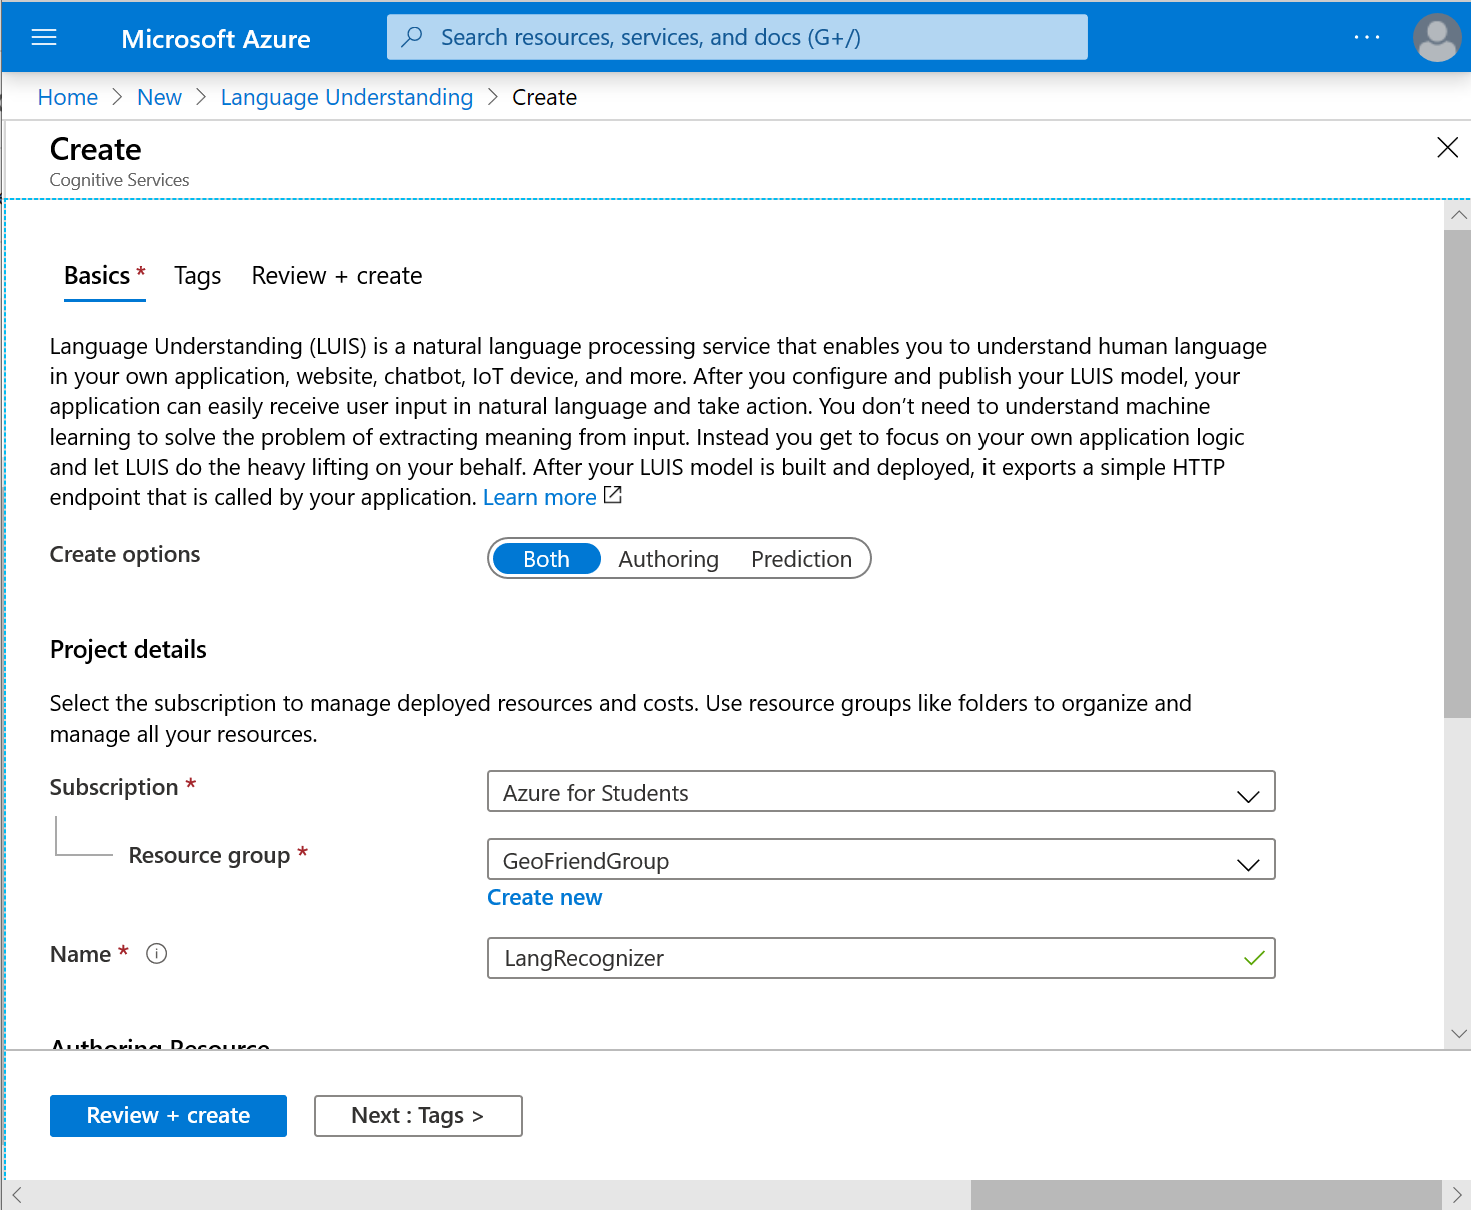 Microsoft Azure
Search resources, services, and docs (G+/)
Home > New > Language Understanding > Create
Create
Cognitive Services
Basics * Tags Review + create
Language Understanding (LUIS) is a natural language processing service that enables you to understand human language
in your own application, website, chatbot, IoT device, and more. After you configure and publish your LUIS model, your
application can easily receive user input in natural language and take action. You don’t need to understand machine
learning to solve the problem of extracting meaning from input. Instead you get to focus on your own application logic
and let LUIS do the heavy lifting on your behalf. After your LUIS model is built and deployed, it exports a simple HTTP
endpoint that is called by your application. Learn more
Create options
Both Authoring Prediction
Project details
Select the subscription to manage deployed resources and costs. Use resource groups like folders to organize and
manage all your resources.
Subscription *
Azure for Students
Resource group *
GeoFriendGroup
Create new
Name *
LangRecognizer
Authoring Resource
Review + create
Next : Tags >